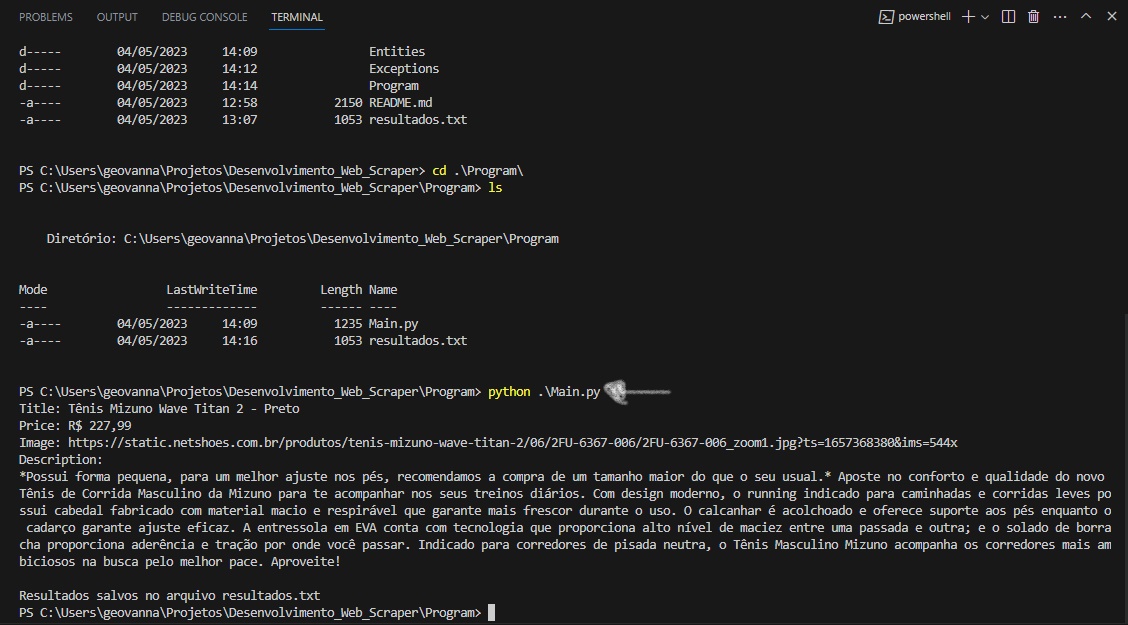 PROBLEMS OUTPUT DEBUG CONSOLE TERMINAL powershell
d----- 04/05/2023 14:09 Entities
d----- 04/05/2023 14:12 Exceptions
d----- 04/05/2023 14:14 Program
-a---- 04/05/2023 12:58 2150 README.md
-a---- 04/05/2023 13:07 1053 resultados.txt
PS C:\Users\geovanna\Projetos\Desenvolvimento_Web_Scraper> cd .\Program\
PS C:\Users\geovanna\Projetos\Desenvolvimento_Web_Scraper\Program> ls
Diretório: C:\Users\geovanna\Projetos\Desenvolvimento_Web_Scraper\Program
Mode LastWriteTime Length Name
---- ------------- ------ ----
-a---- 04/05/2023 14:09 1235 Main.py
-a---- 04/05/2023 14:16 1053 resultados.txt
PS C:\Users\geovanna\Projetos\Desenvolvimento_Web_Scraper\Program> python .\Main.py
Title: Tênis Mizuno Wave Titan 2 - Preto
Price: R$ 227,99
Image: https://static.netshoes.com.br/produtos/tenis-mizuno-wave-titan-2/06/2FU-6367-006/2FU-6367-006_zoom1.jpg?ts=1657368380&ims=544x
Description:
*Possui forma pequena, para um melhor ajuste nos pés, recomendamos a compra de um tamanho maior do que o seu usual.* Aposte no conforto e qualidade do novo
Tênis de Corrida Masculino da Mizuno para te acompanhar nos seus treinos diários. Com design moderno, o running indicado para caminhadas e corridas leves po
ssui cabedal fabricado com material macio e respirável que garante mais frescor durante o uso. O calcanhar é acolchoado e oferece suporte aos pés enquanto o
cadarço garante ajuste eficaz. A entressola em EVA conta com tecnologia que proporciona alto nível de maciez entre uma passada e outra; e o solado de borra
cha proporciona aderência e tração por onde você passar. Indicado para corredores de pisada neutra, o Tênis Masculino Mizuno acompanha os corredores mais am
biciosos na busca pelo melhor pace. Aproveite!
Resultados salvos no arquivo resultados.txt
PS C:\Users\geovanna\Projetos\Desenvolvimento_Web_Scraper\Program>